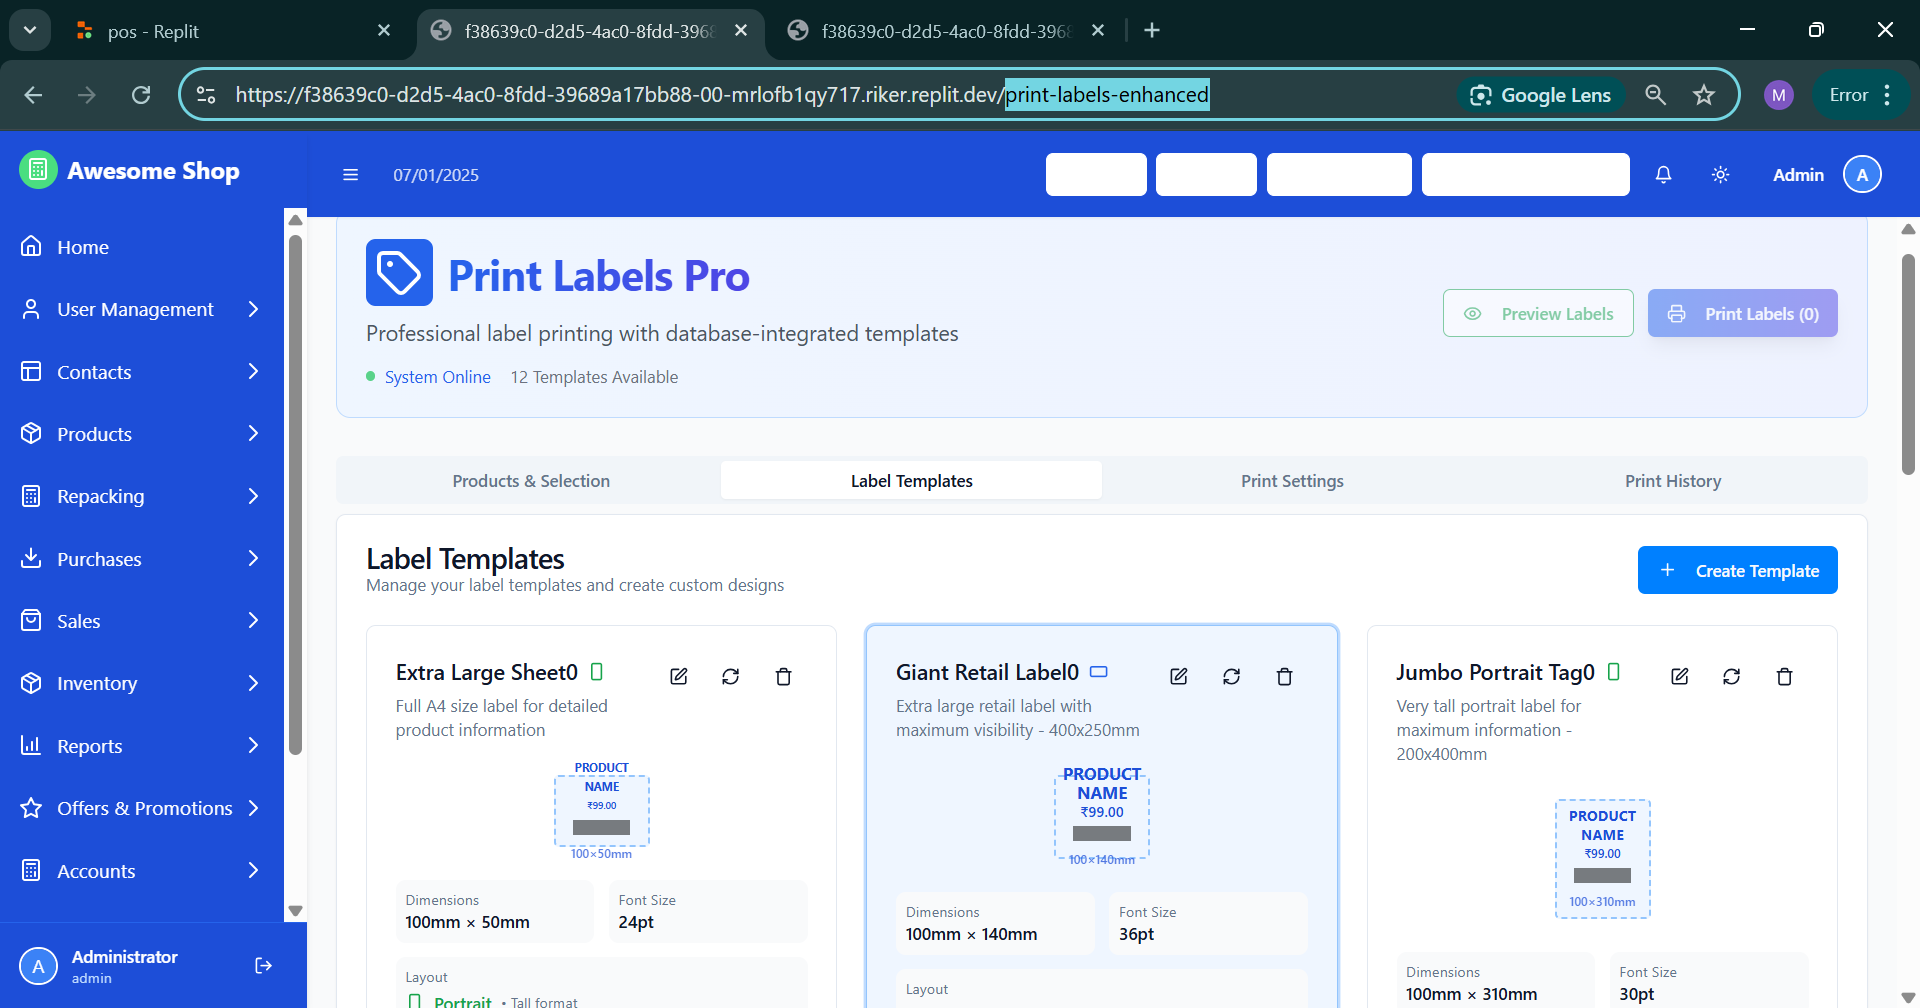 pos - Replit
f38639c0-d2d5-4ac0-8fdd-3968
f38639c0-d2d5-4ac0-8fdd-3968
https://f38639c0-d2d5-4ac0-8fdd-39689a17bb88-00-mrlofb1qy717.riker.replit.dev/print-labels-enhanced
Google Lens
M
Error
Awesome Shop
07/01/2025
Admin
A
Home
User Management
Contacts
Products
Repacking
Purchases
Sales
Inventory
Reports
Offers & Promotions
Accounts
A
Administrator
admin
Print Labels Pro
Professional label printing with database-integrated templates
System Online
12 Templates Available
Preview Labels
Print Labels (0)
Products & Selection
Label Templates
Print Settings
Print History
Label Templates
Manage your label templates and create custom designs
Create Template
Extra Large Sheet0
Full A4 size label for detailed
product information
PRODUCT
NAME
₹99.00
100×50mm
Dimensions
100mm × 50mm
Font Size
24pt
Layout
Portrait • Tall format
Giant Retail Label0
Extra large retail label with
maximum visibility - 400x250mm
PRODUCT
NAME
₹99.00
100×140mm
Dimensions
100mm × 140mm
Font Size
36pt
Layout
Jumbo Portrait Tag0
Very tall portrait label for
maximum information -
200x400mm
PRODUCT
NAME
₹99.00
100×310mm
Dimensions
100mm × 310mm
Font Size
30pt